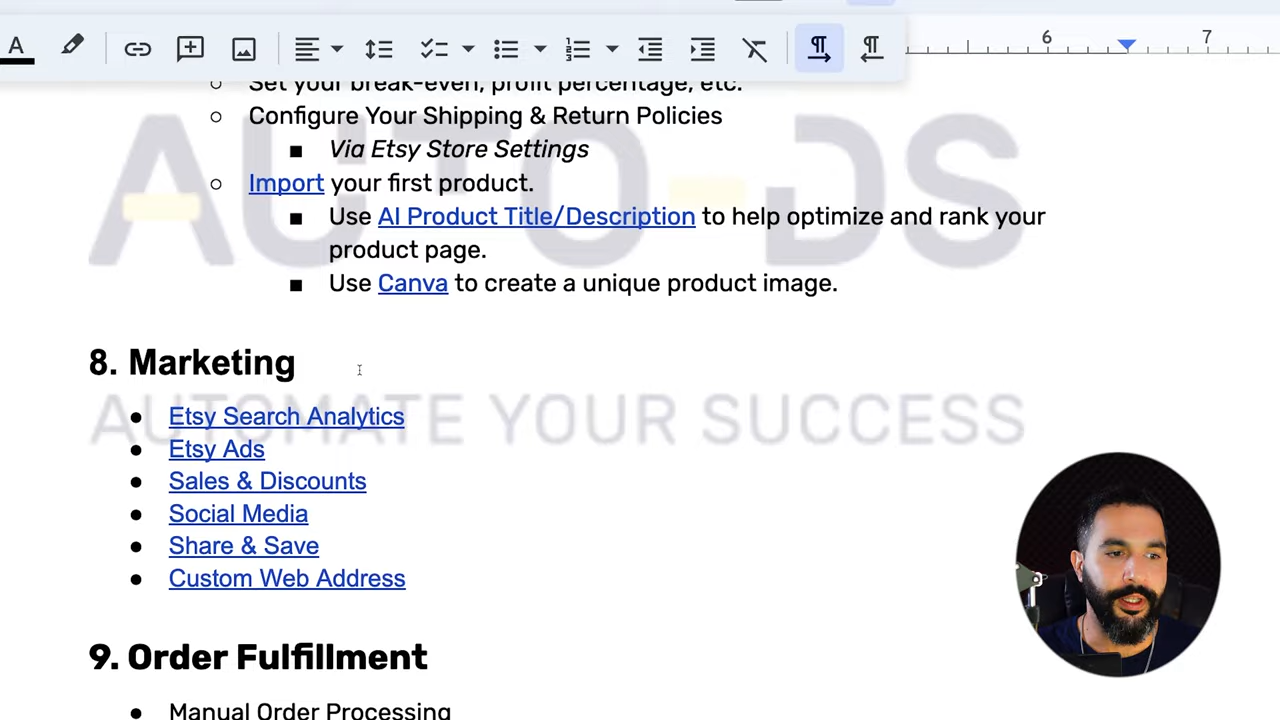 A
6
7
Set your break-even, profit percentage, etc.
Configure Your Shipping & Return Policies
Via Etsy Store Settings
Import your first product.
Use AI Product Title/Description to help optimize and rank your
product page.
Use Canva to create a unique product image.
AUTO-DS
8. Marketing
AUTOMATE YOUR SUCCESS
Etsy Search Analytics
Etsy Ads
Sales & Discounts
Social Media
Share & Save
Custom Web Address
9. Order Fulfillment
Manual Order Processing